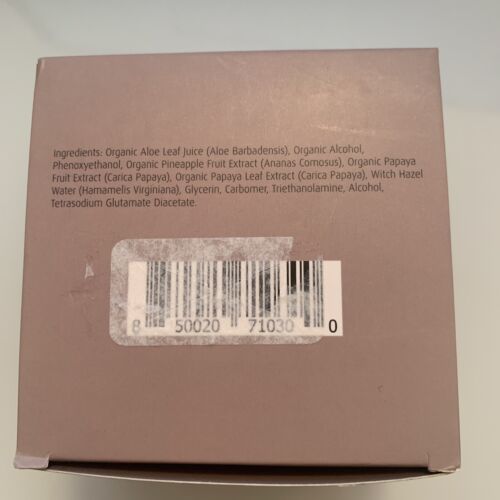 Ingredients: Organic Aloe Leaf Juice (Aloe Barbadensis), Organic Alcohol,
Phenoxyethanol, Organic Pineapple Fruit Extract (Ananas Comosus), Organic Papaya
Fruit Extract (Carica Papaya), Organic Papaya Leaf Extract (Carica Papaya), Witch Hazel
Water (Hamamelis Virginiana), Glycerin, Carbomer, Triethanolamine, Alcohol,
Tetrasodium Glutamate Diacetate.
8 50020 71030 0